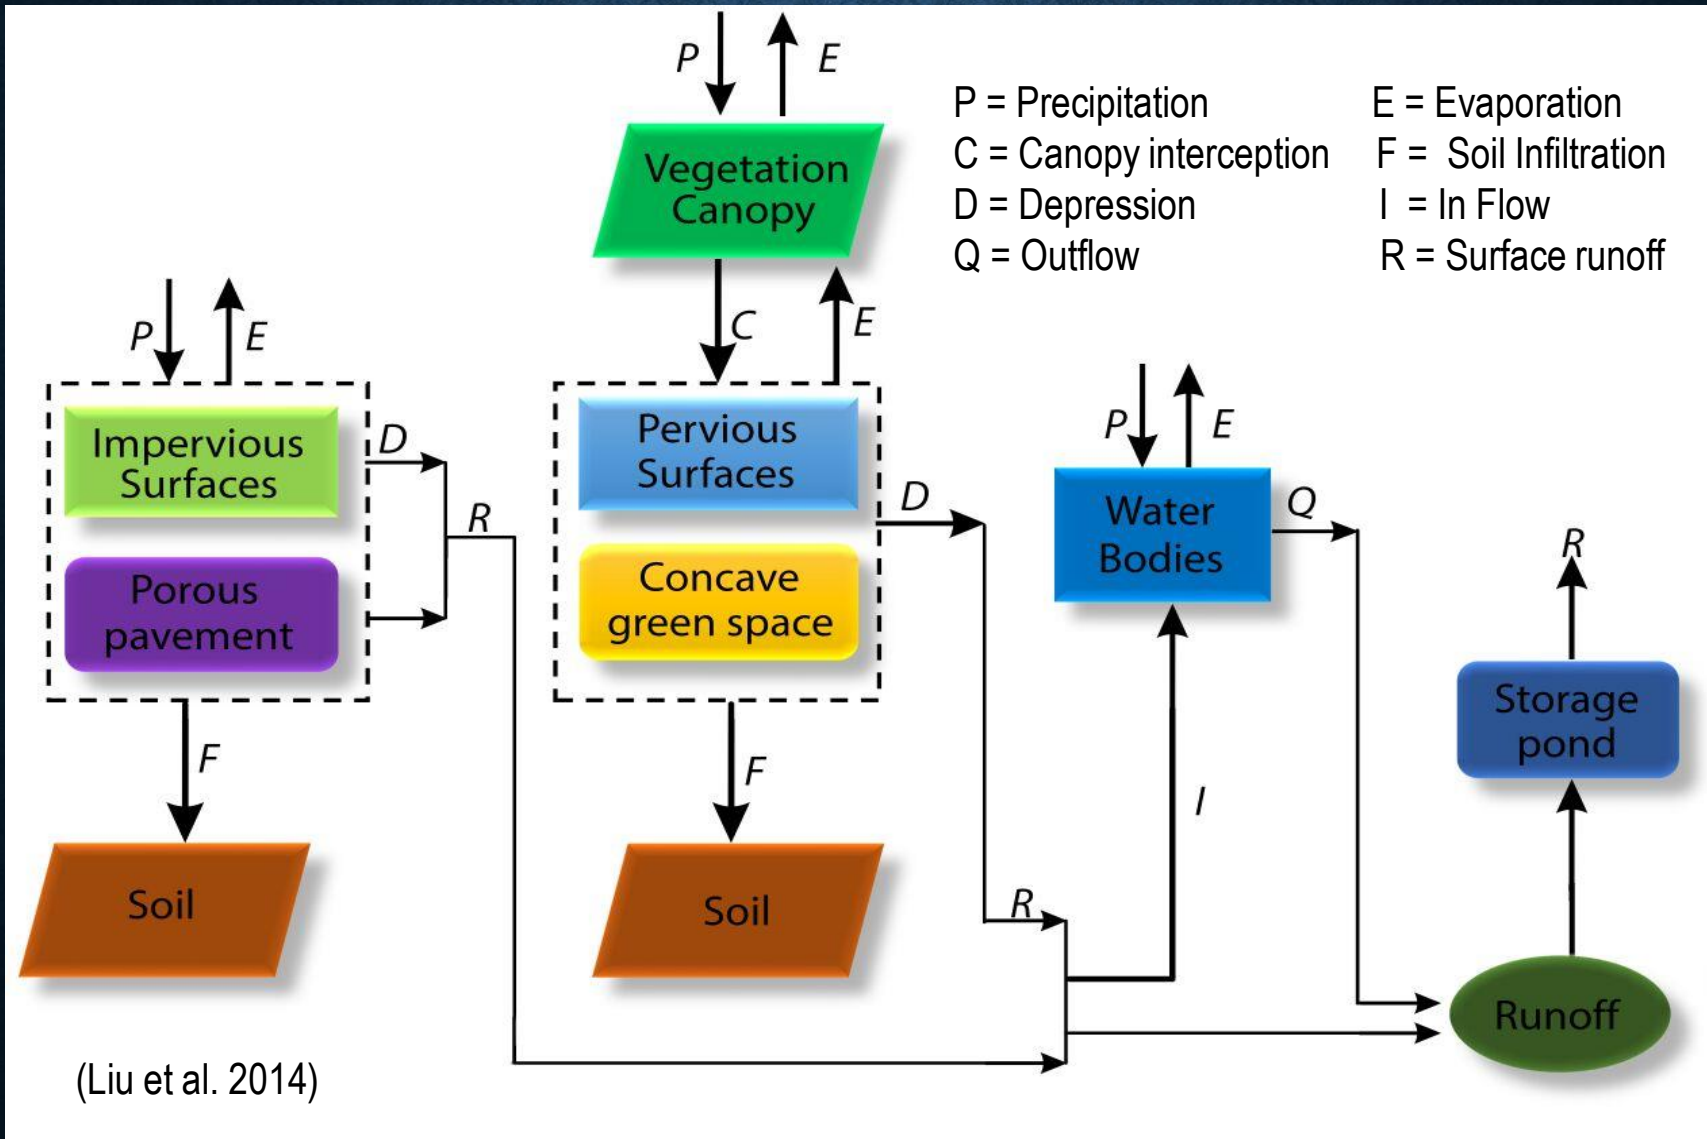 P
E
P = Precipitation
E = Evaporation
C = Canopy interception
F = Soil Infiltration
D = Depression
I = In Flow
Q = Outflow
R = Surface runoff
Vegetation
Canopy
P
E
C
E
P
E
Impervious
Surfaces
D
Porous
pavement
R
Pervious
Surfaces
Concave
green space
D
Water
Bodies
Q
R
Storage
pond
F
F
I
Soil
Soil
R
Runoff
(Liu et al. 2014)